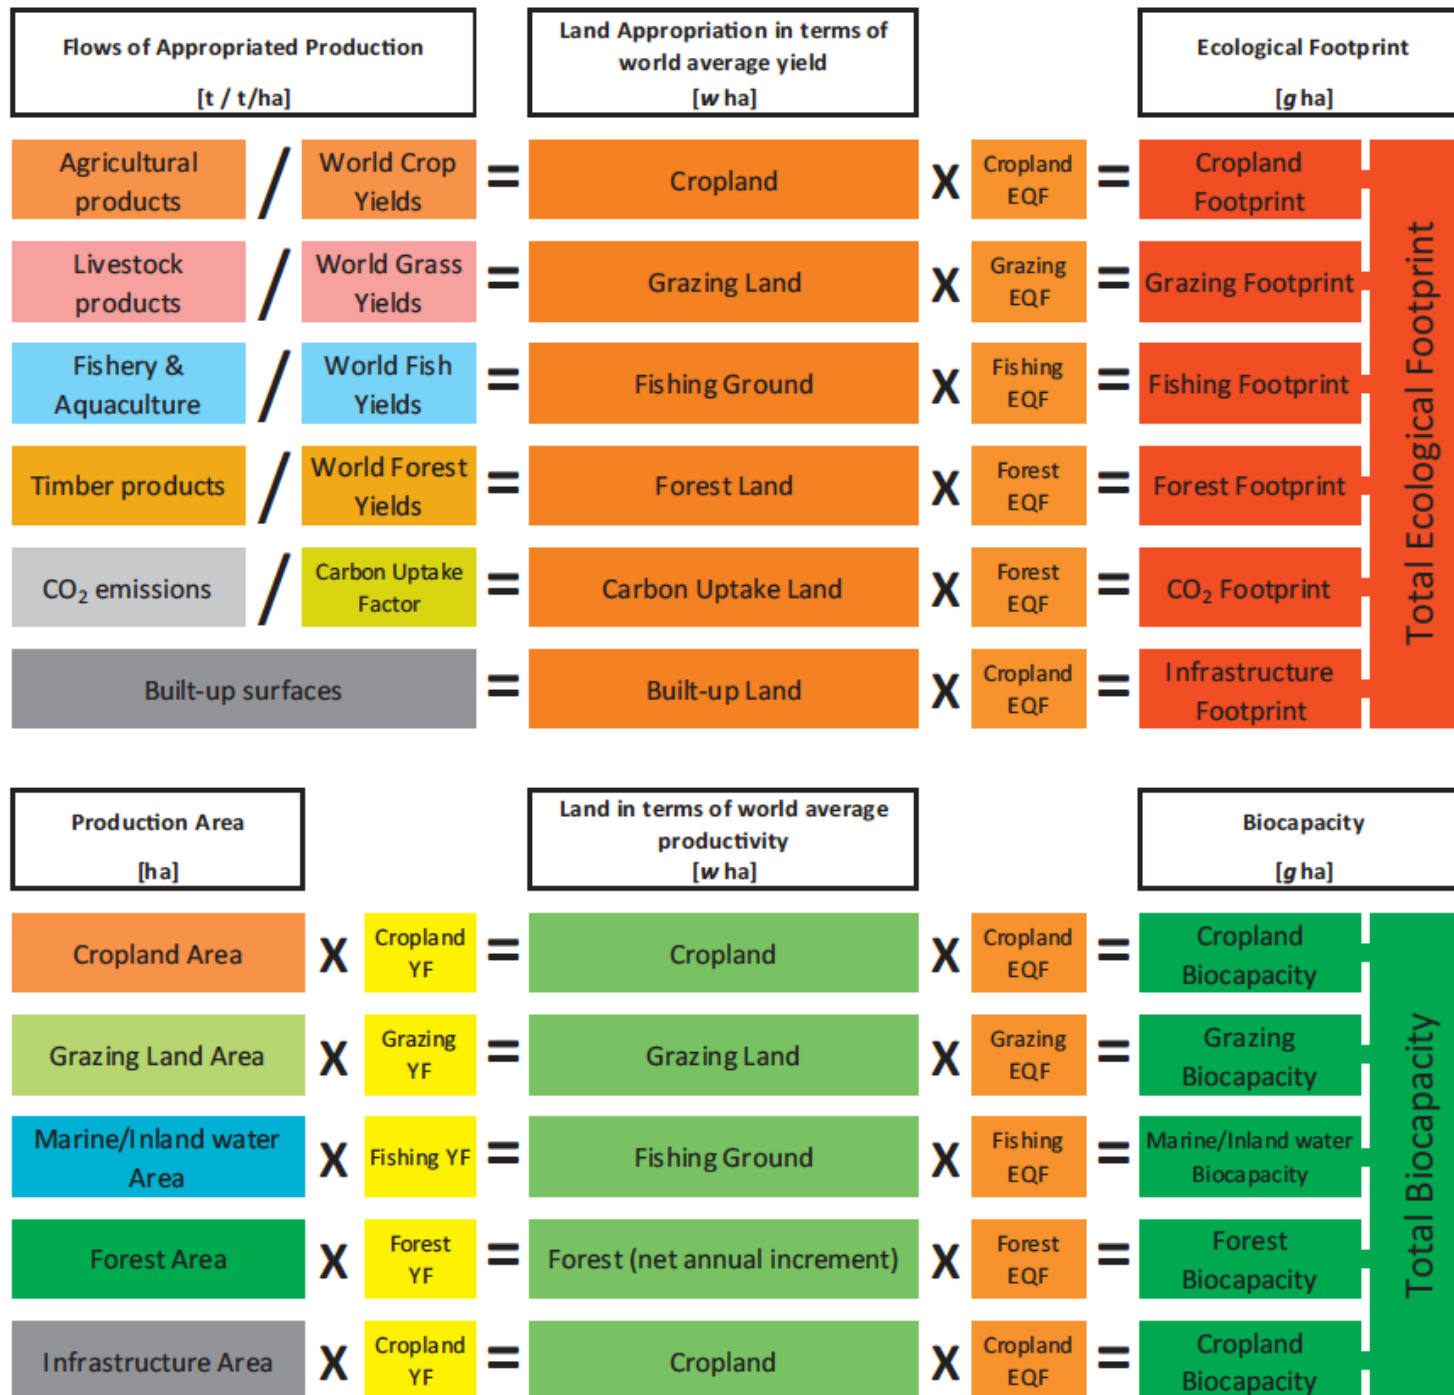 Flows of Appropriated Production
[t / t/ha]
Land Appropriation in terms of
world average yield
[w ha]
Ecological Footprint
[g ha]
Agricultural
products
/
World Crop
Yields
=
Cropland
X
Cropland
EQF
=
Cropland
Footprint
Livestock
products
/
World Grass
Yields
=
Grazing Land
X
Grazing
EQF
=
Grazing Footprint
Fishery &
Aquaculture
/
World Fish
Yields
=
Fishing Ground
X
Fishing
EQF
=
Fishing Footprint
Timber products
/
World Forest
Yields
=
Forest Land
X
Forest
EQF
=
Forest Footprint
CO₂ emissions
/
Carbon Uptake
Factor
=
Carbon Uptake Land
X
Forest
EQF
=
CO₂ Footprint
Built-up surfaces
=
Built-up Land
X
Cropland
EQF
=
Infrastructure
Footprint
Total Ecological Footprint
Production Area
[ha]
Land in terms of world average
productivity
[w ha]
Biocapacity
[g ha]
Cropland Area
X
Cropland
YF
=
Cropland
X
Cropland
EQF
=
Cropland
Biocapacity
Grazing Land Area
X
Grazing
YF
=
Grazing Land
X
Grazing
EQF
=
Grazing
Biocapacity
Marine/Inland water
Area
X
Fishing YF
=
Fishing Ground
X
Fishing
EQF
=
Marine/Inland water
Biocapacity
Forest Area
X
Forest
YF
=
Forest (net annual increment)
X
Forest
EQF
=
Forest
Biocapacity
Infrastructure Area
X
Cropland
YF
=
Cropland
X
Cropland
EQF
=
Cropland
Biocapacity
Total Biocapacity